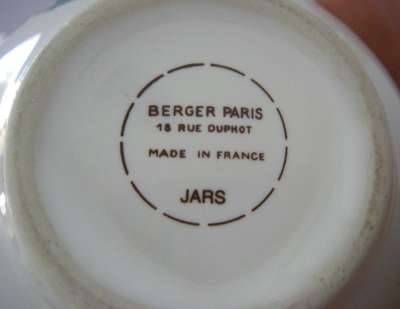 BERGER PARIS
18 RUE DUPHOT
MADE IN FRANCE
JARS